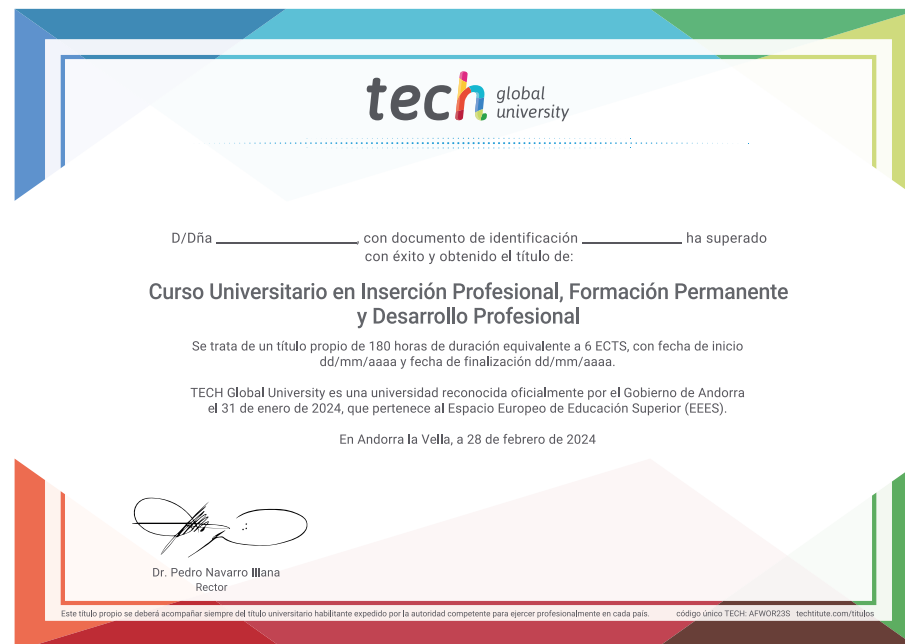 tech global university
D/Dña ____________, con documento de identificación ____________ ha superado
con éxito y obtenido el título de:
Curso Universitario en Inserción Profesional, Formación Permanente
y Desarrollo Profesional
Se trata de un título propio de 180 horas de duración equivalente a 6 ECTS, con fecha de inicio
dd/mm/aaaa y fecha de finalización dd/mm/aaaa.
TECH Global University es una universidad reconocida oficialmente por el Gobierno de Andorra
el 31 de enero de 2024, que pertenece al Espacio Europeo de Educación Superior (EEES).
En Andorra la Vella, a 28 de febrero de 2024
Dr. Pedro Navarro Illana
Rector
Este título propio se deberá acompañar siempre del título universitario habilitante expedido por la autoridad competente para ejercer profesionalmente en cada país. código único TECH: AFWOR23S techtitute.com/titulos